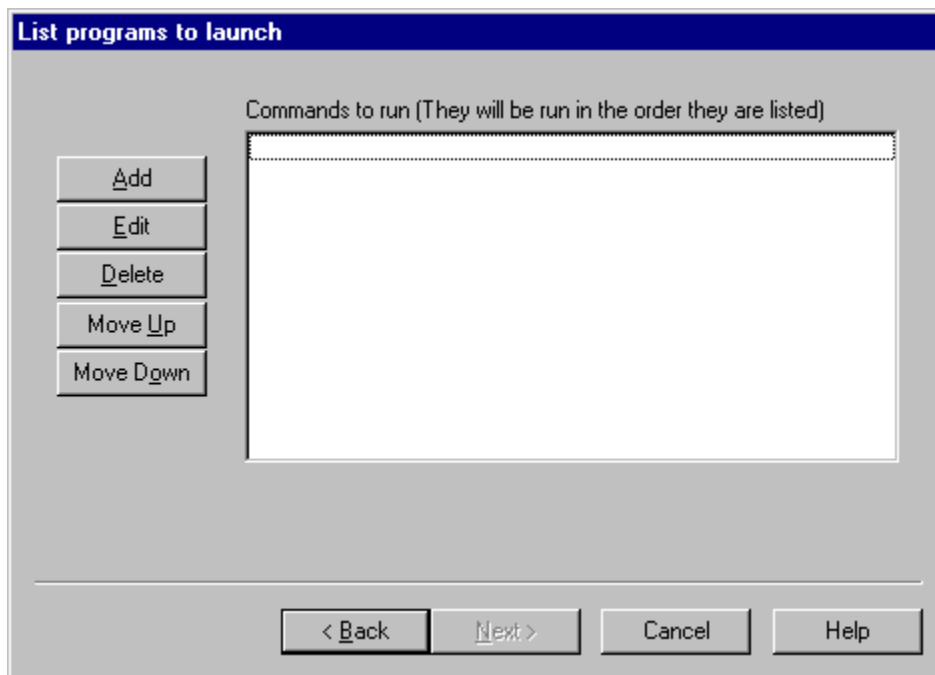 List programs to launch
Commands to run (They will be run in the order they are listed)
Add
Edit
Delete
Move Up
Move Down
< Back
Next >
Cancel
Help